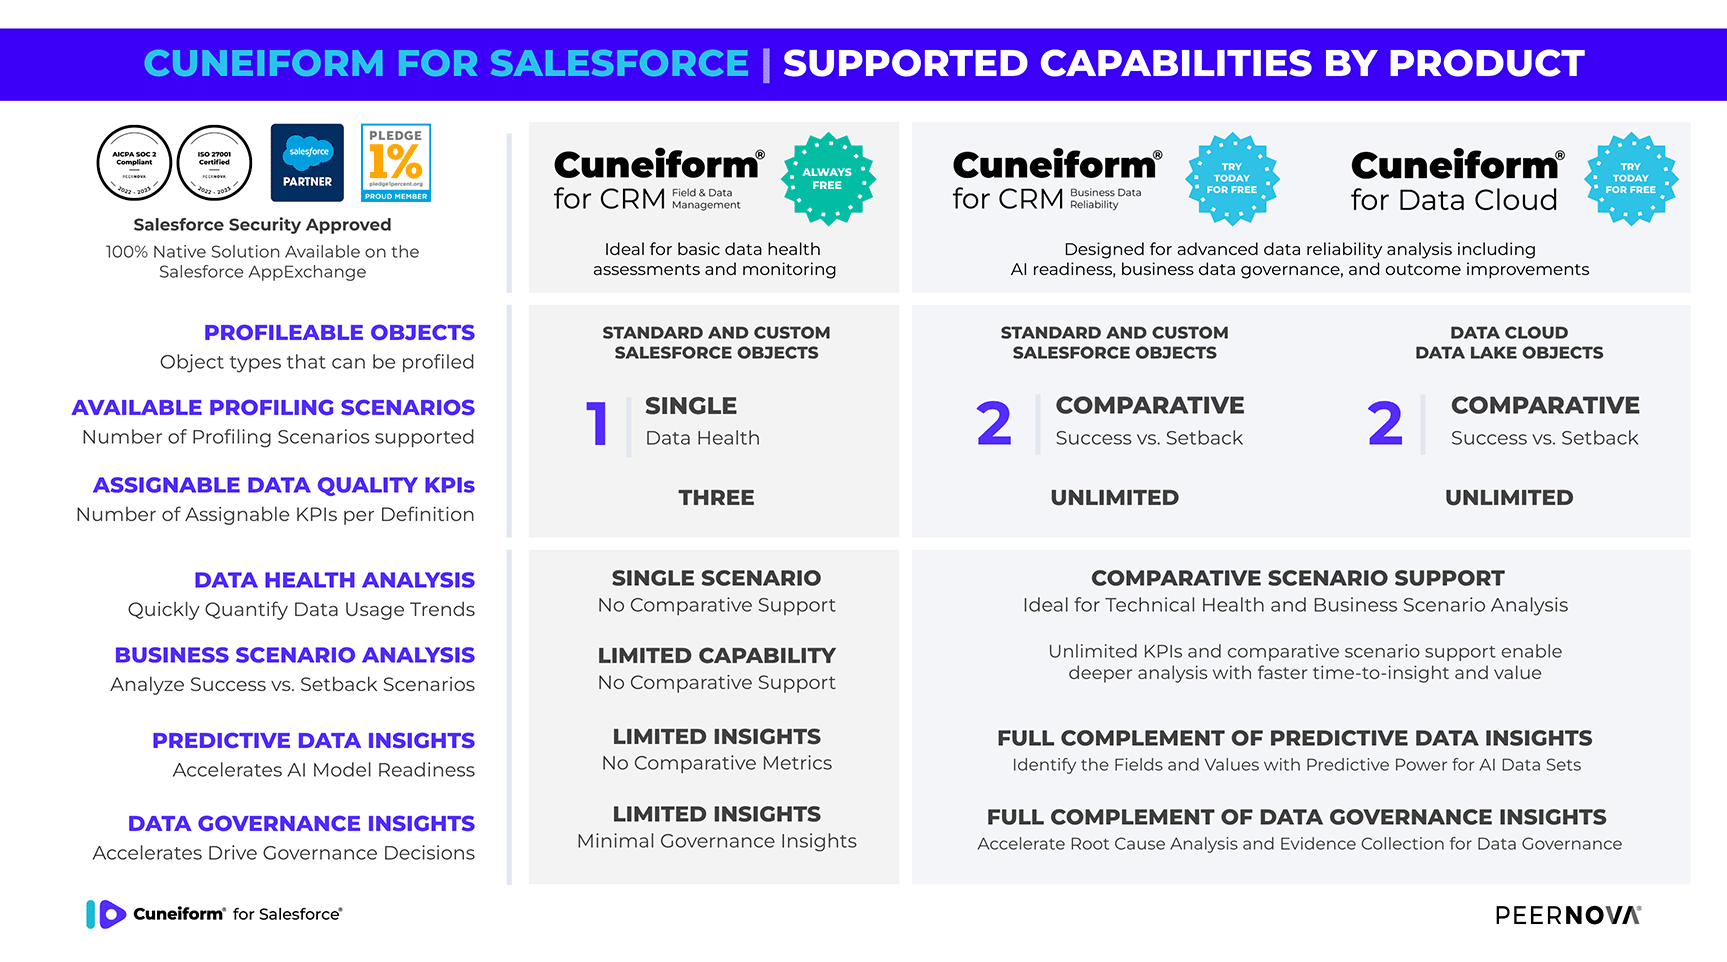 CUNEIFORM FOR SALESFORCE | SUPPORTED CAPABILITIES BY PRODUCT
AICPA SOC 2
Compliant
PEERNOVA
2022 - 2023
ISO 27001
Certified
PEERNOVA
2022 - 2023
salesforce
PARTNER
PLEDGE
1%
pledge1percent.org
PROUD MEMBER
Salesforce Security Approved
100% Native Solution Available on the
Salesforce AppExchange
Cuneiform®
for CRM Field & Data
Management
ALWAYS
FREE
Ideal for basic data health
assessments and monitoring
Cuneiform®
for CRM Business Data
Reliability
TRY
TODAY
FOR FREE
Cuneiform®
for Data Cloud
TRY
TODAY
FOR FREE
Designed for advanced data reliability analysis including
AI readiness, business data governance, and outcome improvements
PROFILEABLE OBJECTS
Object types that can be profiled
STANDARD AND CUSTOM
SALESFORCE OBJECTS
STANDARD AND CUSTOM
SALESFORCE OBJECTS
DATA CLOUD
DATA LAKE OBJECTS
AVAILABLE PROFILING SCENARIOS
Number of Profiling Scenarios supported
1 SINGLE
Data Health
2 COMPARATIVE
Success vs. Setback
2 COMPARATIVE
Success vs. Setback
ASSIGNABLE DATA QUALITY KPIs
Number of Assignable KPIs per Definition
THREE
UNLIMITED
UNLIMITED
DATA HEALTH ANALYSIS
Quickly Quantify Data Usage Trends
SINGLE SCENARIO
No Comparative Support
COMPARATIVE SCENARIO SUPPORT
Ideal for Technical Health and Business Scenario Analysis
BUSINESS SCENARIO ANALYSIS
Analyze Success vs. Setback Scenarios
LIMITED CAPABILITY
No Comparative Support
Unlimited KPIs and comparative scenario support enable
deeper analysis with faster time-to-insight and value
PREDICTIVE DATA INSIGHTS
Accelerates AI Model Readiness
LIMITED INSIGHTS
No Comparative Metrics
FULL COMPLEMENT OF PREDICTIVE DATA INSIGHTS
Identify the Fields and Values with Predictive Power for AI Data Sets
DATA GOVERNANCE INSIGHTS
Accelerates Drive Governance Decisions
LIMITED INSIGHTS
Minimal Governance Insights
FULL COMPLEMENT OF DATA GOVERNANCE INSIGHTS
Accelerate Root Cause Analysis and Evidence Collection for Data Governance
Cuneiform® for Salesforce®
PEERNOVA®